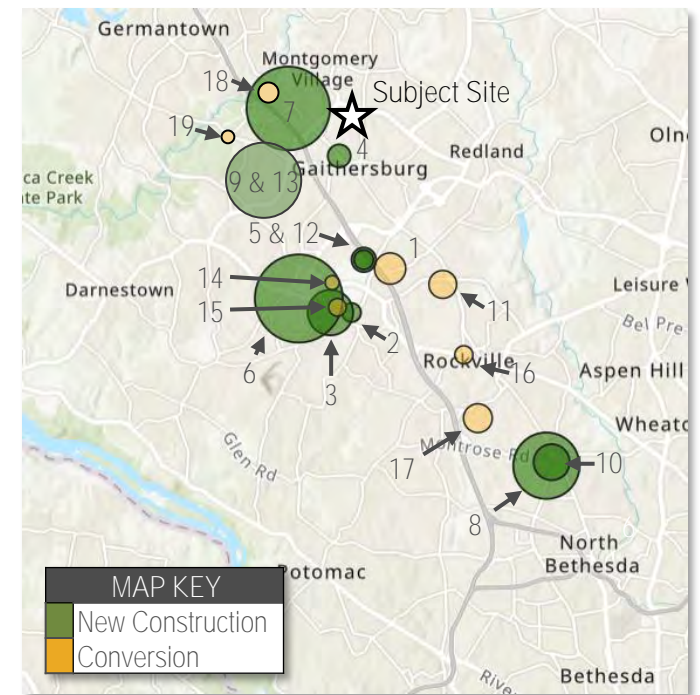 Germantown
Montgomery
Village
18
7
Subject Site
19
4
Gaithersburg
Redland
Oln
ca Creek
te Park
9 & 13
5 & 12
1
14
Darnestown
11
Leisure
15
Bel Pre
2
6
3
Rockville
16
Aspen Hill
Wheato
Glen Rd
17
Montrose Rd
10
8
North
Bethesda
Potomac
MAP KEY
New Construction
Conversion
River
Bethesda